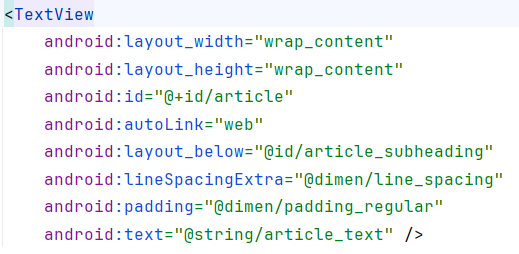 <TextView
    android:layout_width="wrap_content"
    android:layout_height="wrap_content"
    android:id="@+id/article"
    android:autoLink="web"
    android:layout_below="@id/article_subheading"
    android:lineSpacingExtra="@dimen/line_spacing"
    android:padding="@dimen/padding_regular"
    android:text="@string/article_text" />